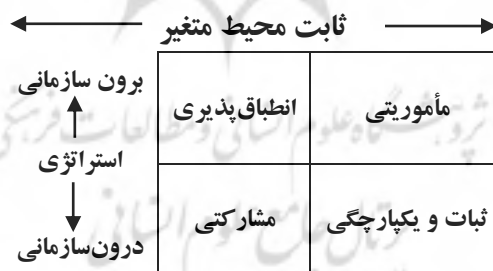 ثابت محیط متغیر
برون سازمانی
مأموریتی انطباق‌پذیری
استراتژی
ثبات و یکپارچگی مشارکتی
درون‌سازمانی